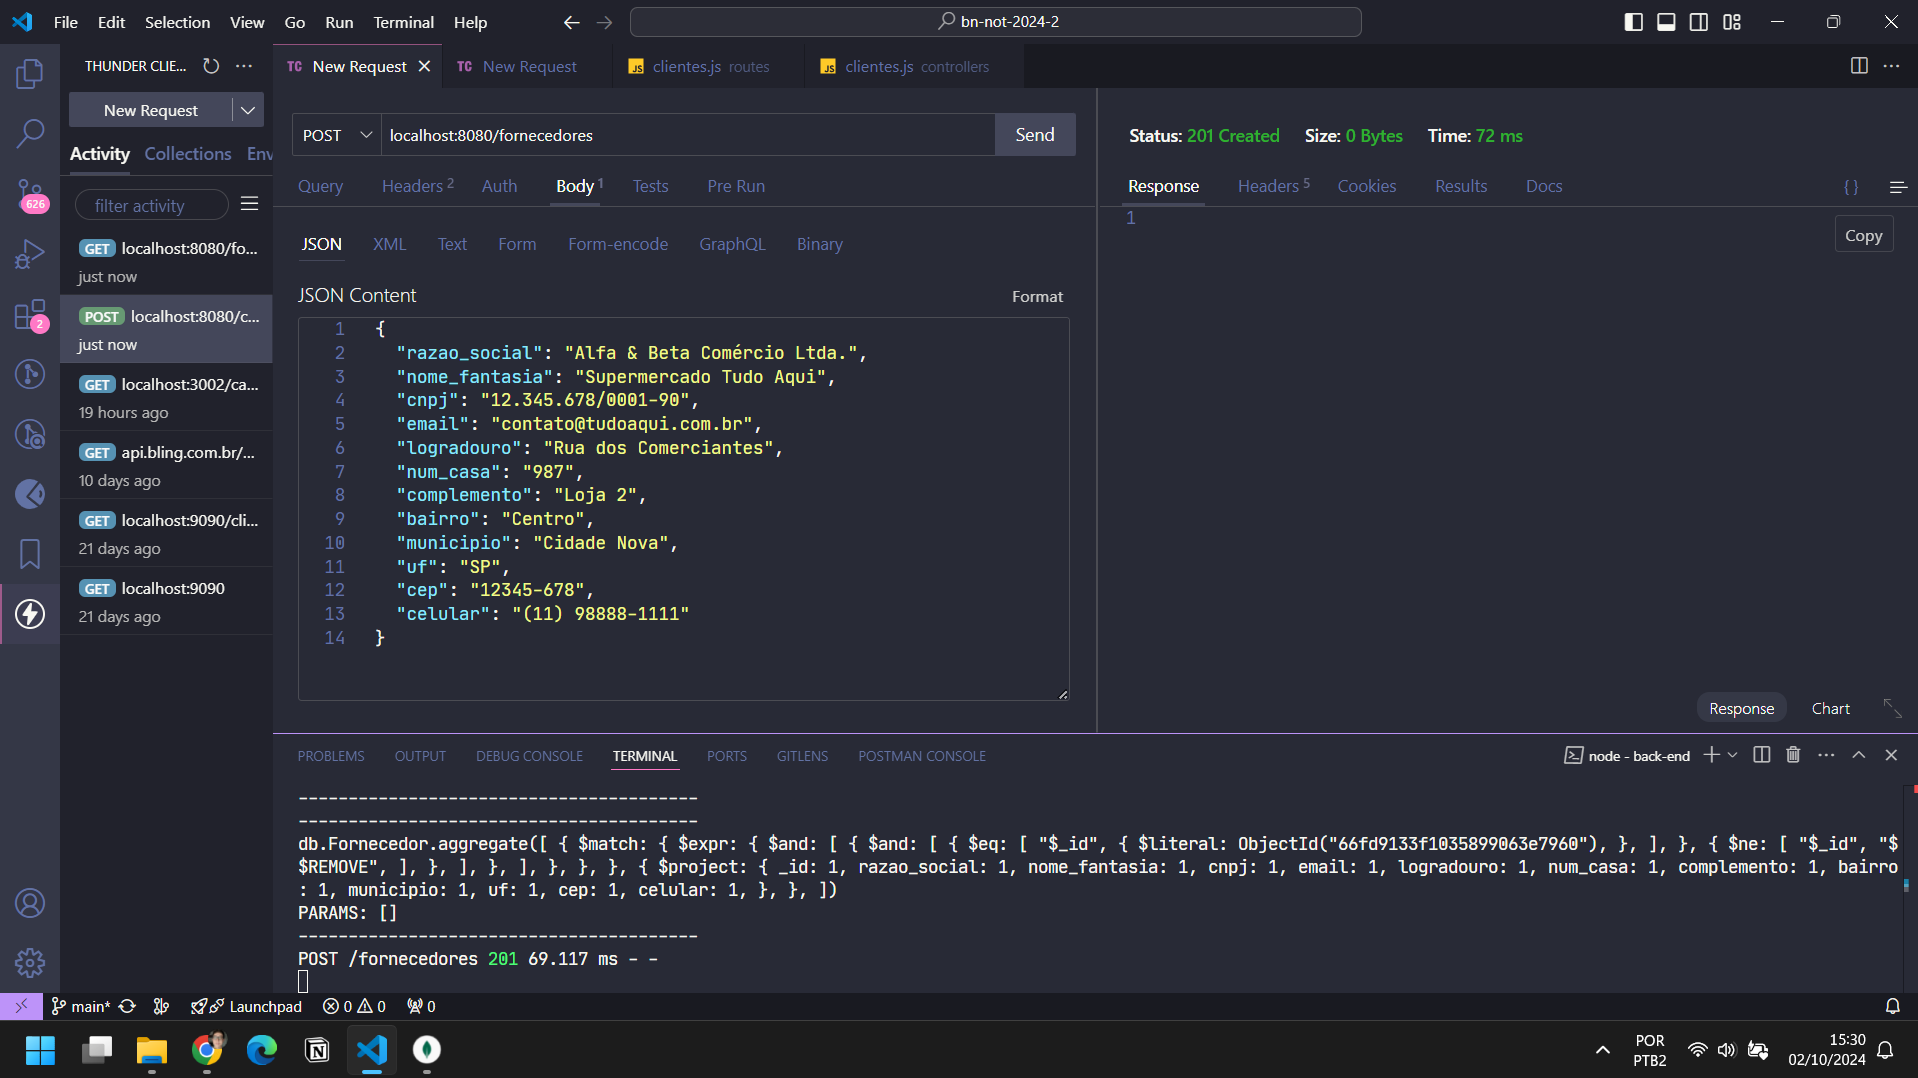 File Edit Selection View Go Run Terminal Help
bn-not-2024-2
THUNDER CLIE...
New Request
Activity Collections Env
filter activity
GET localhost:8080/fo...
just now
POST localhost:8080/c...
just now
GET localhost:3002/ca...
19 hours ago
GET api.bling.com.br/...
10 days ago
GET localhost:9090/cli...
21 days ago
GET localhost:9090
21 days ago
626
2
TC New Request
TC New Request
JS clientes.js routes
JS clientes.js controllers
POST localhost:8080/fornecedores Send
Query Headers 2 Auth Body 1 Tests Pre Run
JSON XML Text Form Form-encode GraphQL Binary
JSON Content Format
1 {
2 "razao_social": "Alfa & Beta Comércio Ltda.",
3 "nome_fantasia": "Supermercado Tudo Aqui",
4 "cnpj": "12.345.678/0001-90",
5 "email": "contato@tudoaqui.com.br",
6 "logradouro": "Rua dos Comerciantes",
7 "num_casa": "987",
8 "complemento": "Loja 2",
9 "bairro": "Centro",
10 "municipio": "Cidade Nova",
11 "uf": "SP",
12 "cep": "12345-678",
13 "celular": "(11) 98888-1111"
14 }
Status: 201 Created Size: 0 Bytes Time: 72 ms
Response Headers 5 Cookies Results Docs { }
1
Copy
Response Chart
PROBLEMS OUTPUT DEBUG CONSOLE TERMINAL PORTS GITLENS POSTMAN CONSOLE
node - back-end
----------------------------------------
----------------------------------------
db.Fornecedor.aggregate([ { $match: { $expr: { $and: [ { $and: [ { $eq: [ "$_id", { $literal: ObjectId("66fd9133f1035899063e7960"), }, ], }, { $ne: [ "$_id", "$
$REMOVE", ], }, ], }, ], }, }, }, { $project: { _id: 1, razao_social: 1, nome_fantasia: 1, cnpj: 1, email: 1, logradouro: 1, num_casa: 1, complemento: 1, bairro
: 1, municipio: 1, uf: 1, cep: 1, celular: 1, }, }, ])
PARAMS: []
----------------------------------------
POST /fornecedores 201 69.117 ms - -
main* Launchpad 0 0 0
POR
PTB2
15:30
02/10/2024